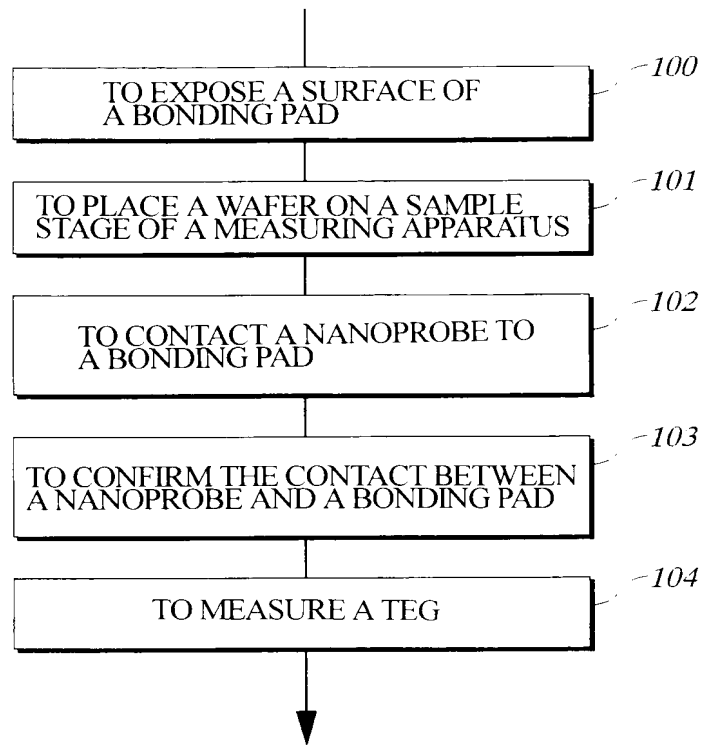 TO EXPOSE A SURFACE OF
A BONDING PAD
100
TO PLACE A WAFER ON A SAMPLE
STAGE OF A MEASURING APPARATUS
101
TO CONTACT A NANOPROBE TO
A BONDING PAD
102
TO CONFIRM THE CONTACT BETWEEN
A NANOPROBE AND A BONDING PAD
103
TO MEASURE A TEG
104